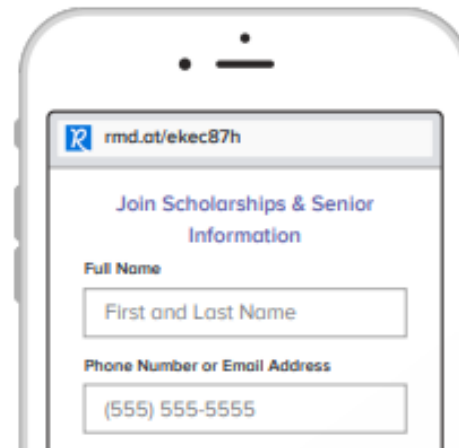 R rmd.at/ekec87h
Join Scholarships & Senior
Information
Full Name
First and Last Name
Phone Number or Email Address
(555) 555-5555